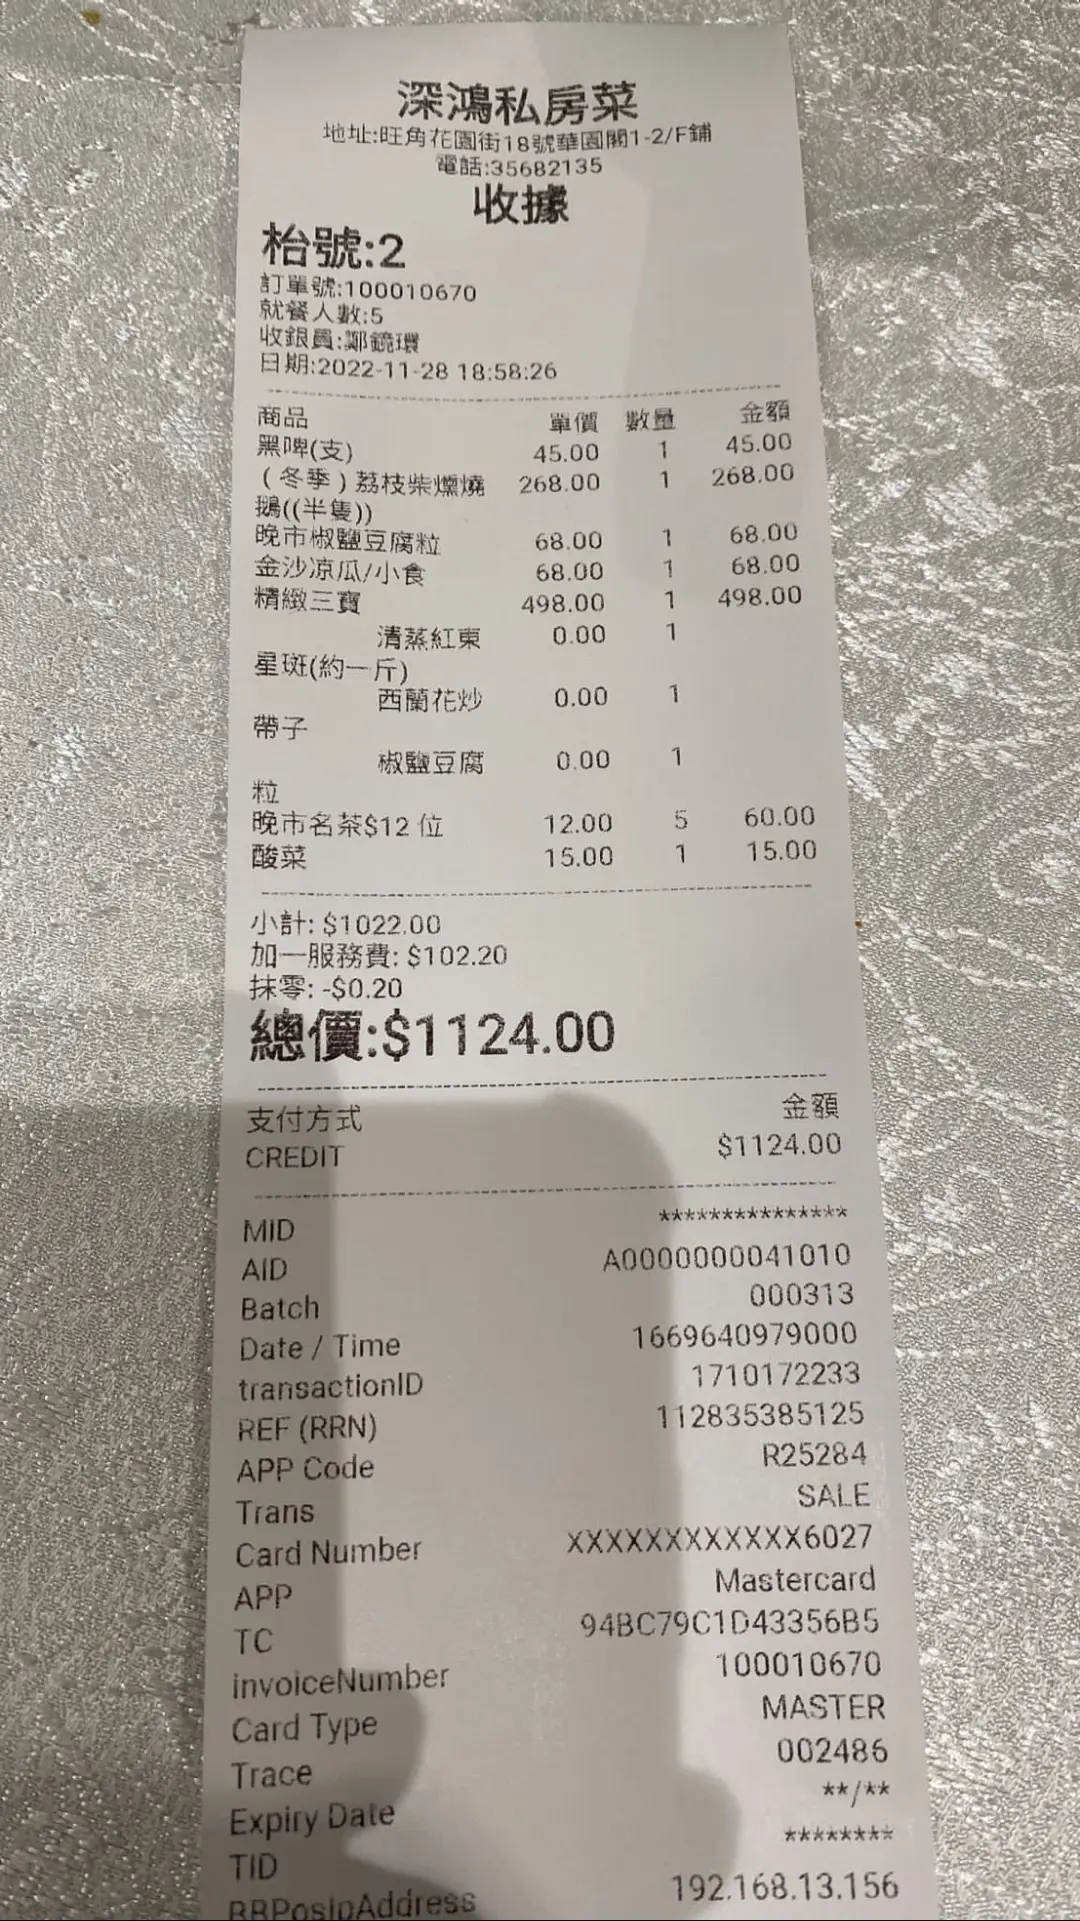 深鴻私房菜
地址:旺角花園街18號華園閣1-2/F鋪
電話:35682135
收據
枱號:2
訂單號:100010670
就餐人數:5
收銀員:鄭鏡環
日期:2022-11-28 18:58:26
商品 單價 數量 金額
黑啤(支) 45.00 1 45.00
(冬季)荔枝柴燻燒 268.00 1 268.00
鵝((半隻))
晚市椒鹽豆腐粒 68.00 1 68.00
金沙凉瓜/小食 68.00 1 68.00
精緻三寶 498.00 1 498.00
清蒸紅東 0.00 1
星斑(約一斤)
西蘭花炒 0.00 1
帶子
椒鹽豆腐 0.00 1
粒
晚市名茶$12 位 12.00 5 60.00
酸菜 15.00 1 15.00
小計: $1022.00
加一服務費: $102.20
抹零: -$0.20
總價:$1124.00
支付方式 金額
CREDIT $1124.00
MID ***************
AID A0000000041010
Batch 000313
Date / Time 1669640979000
transactionID 1710172233
REF (RRN) 112835385125
APP Code R25284
Trans SALE
Card Number XXXXXXXXXXXX6027
APP Mastercard
TC 94BC79C1D43356B5
invoiceNumber 100010670
Card Type MASTER
Trace 002486
Expiry Date **/**
TID ********
BBPosIpAddress 192.168.13.156